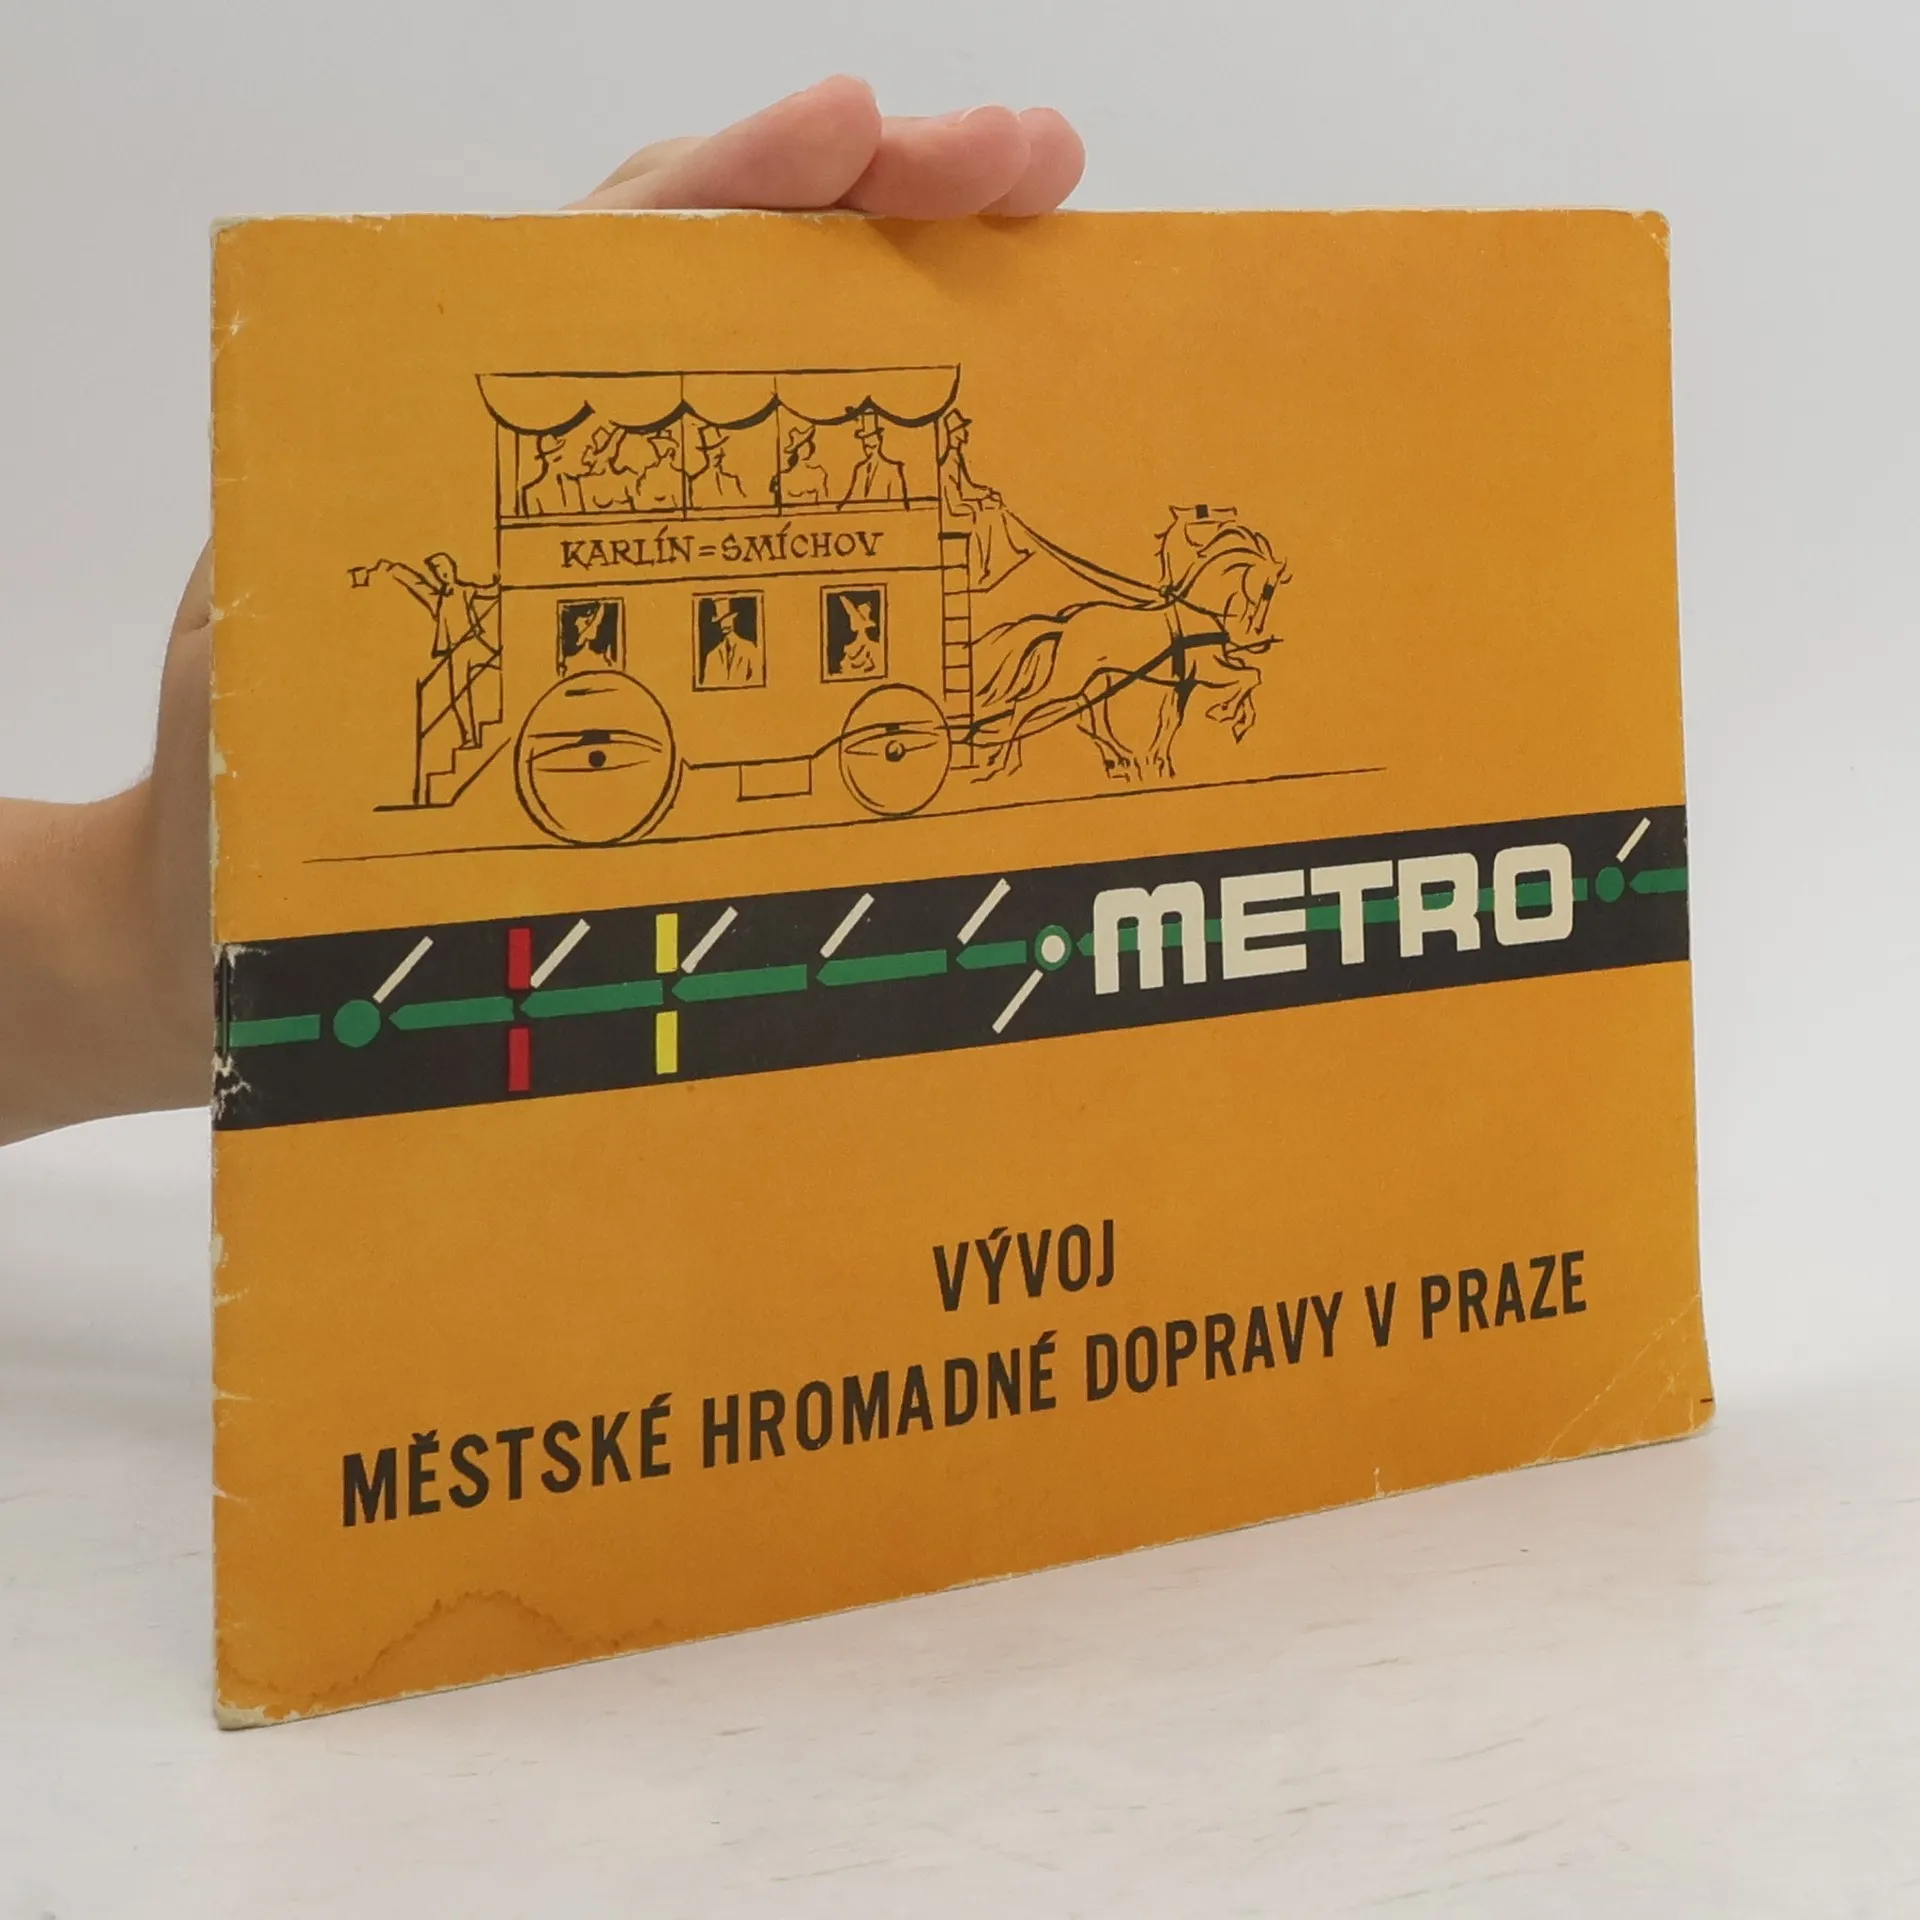 KARLÍN=SMÍCHOV
METRO
VÝVOJ
MĚSTSKÉ HROMADNÉ DOPRAVY V PRAZE